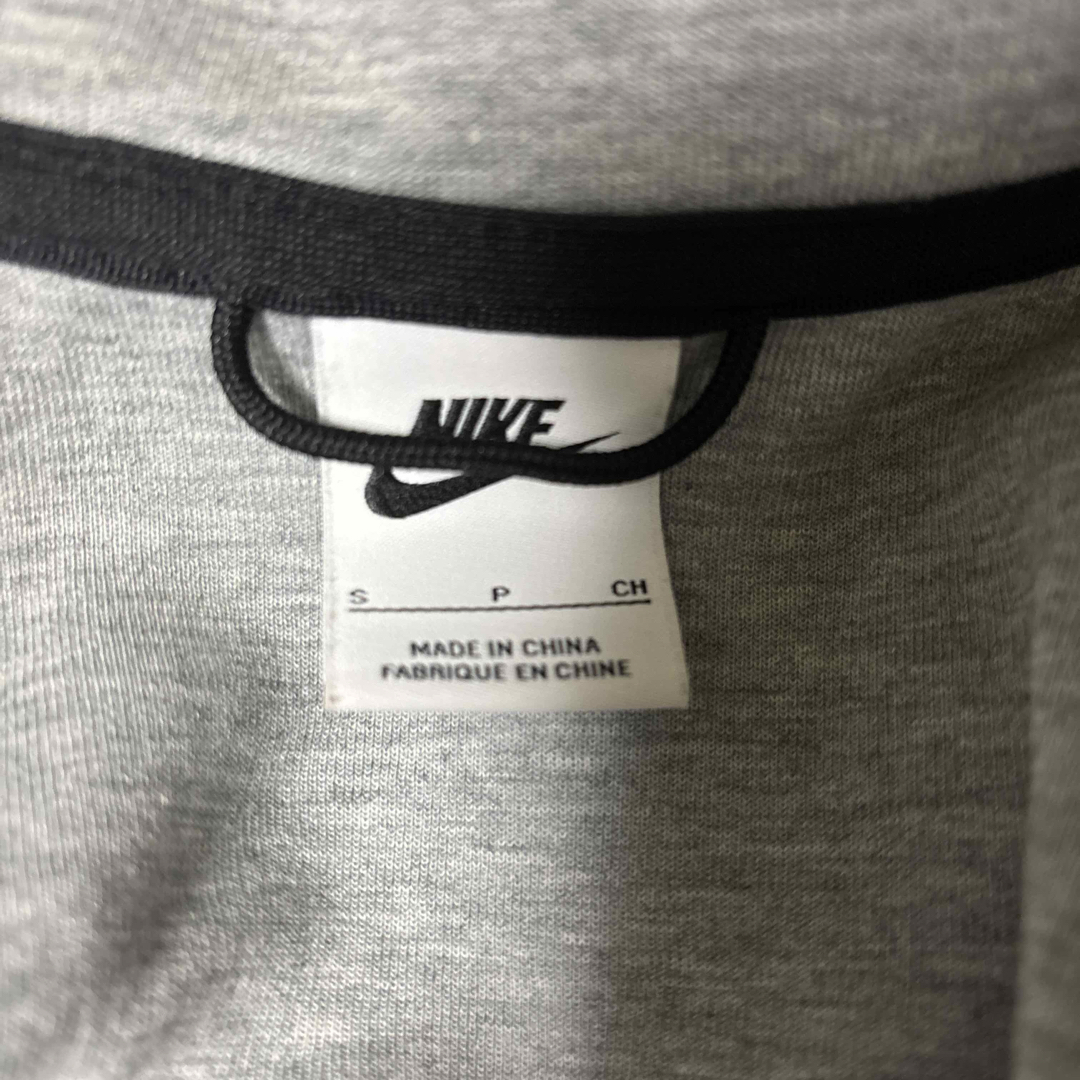 NIKE
S P CH
MADE IN CHINA
FABRIQUE EN CHINE